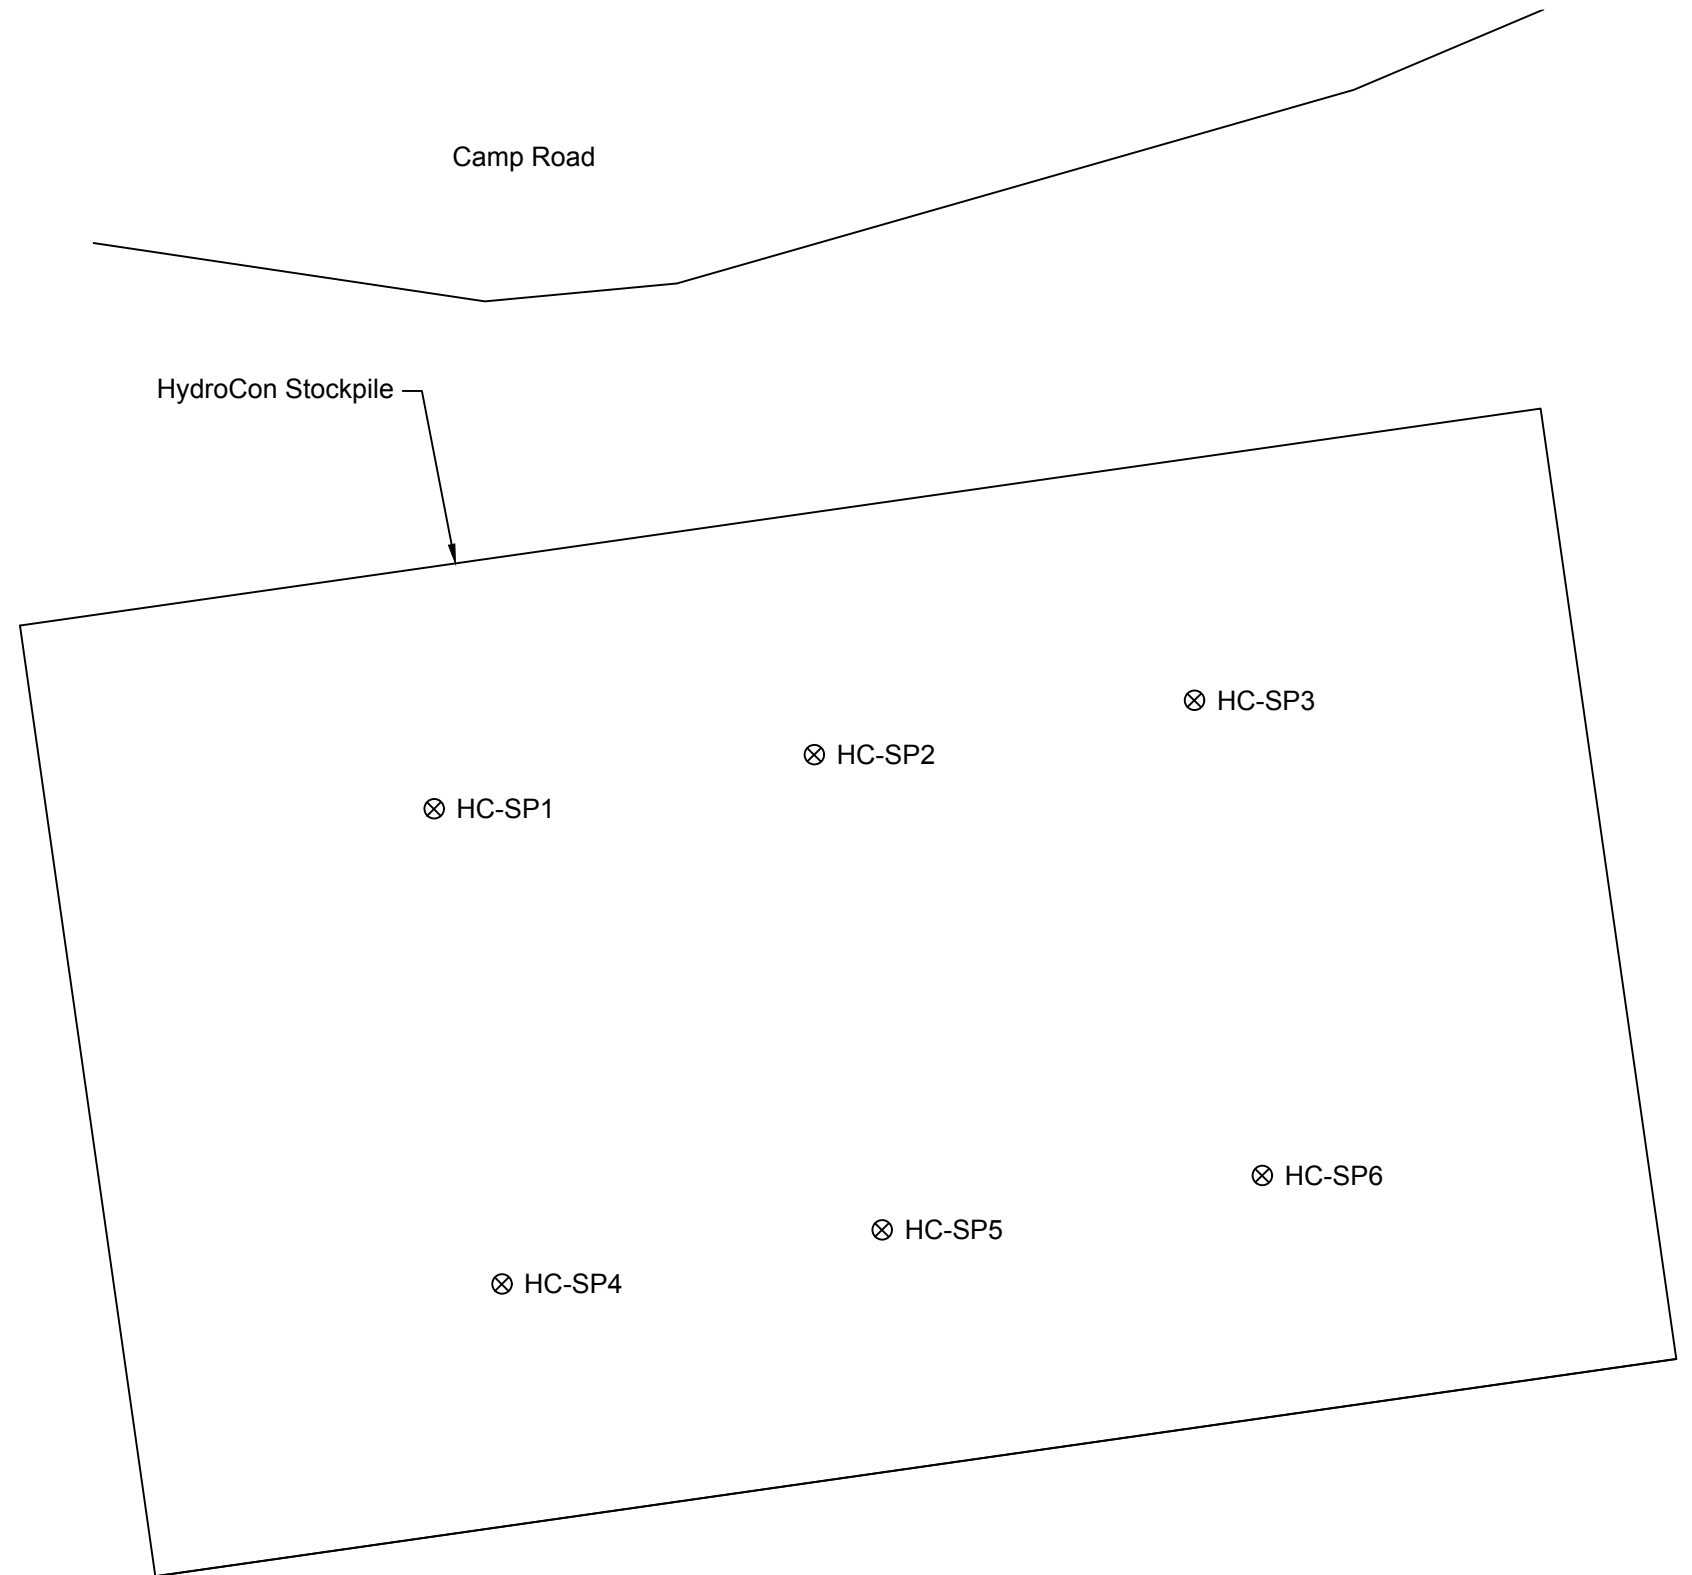 Camp Road
HydroCon Stockpile
HC-SP3
HC-SP2
HC-SP1
HC-SP6
HC-SP5
HC-SP4